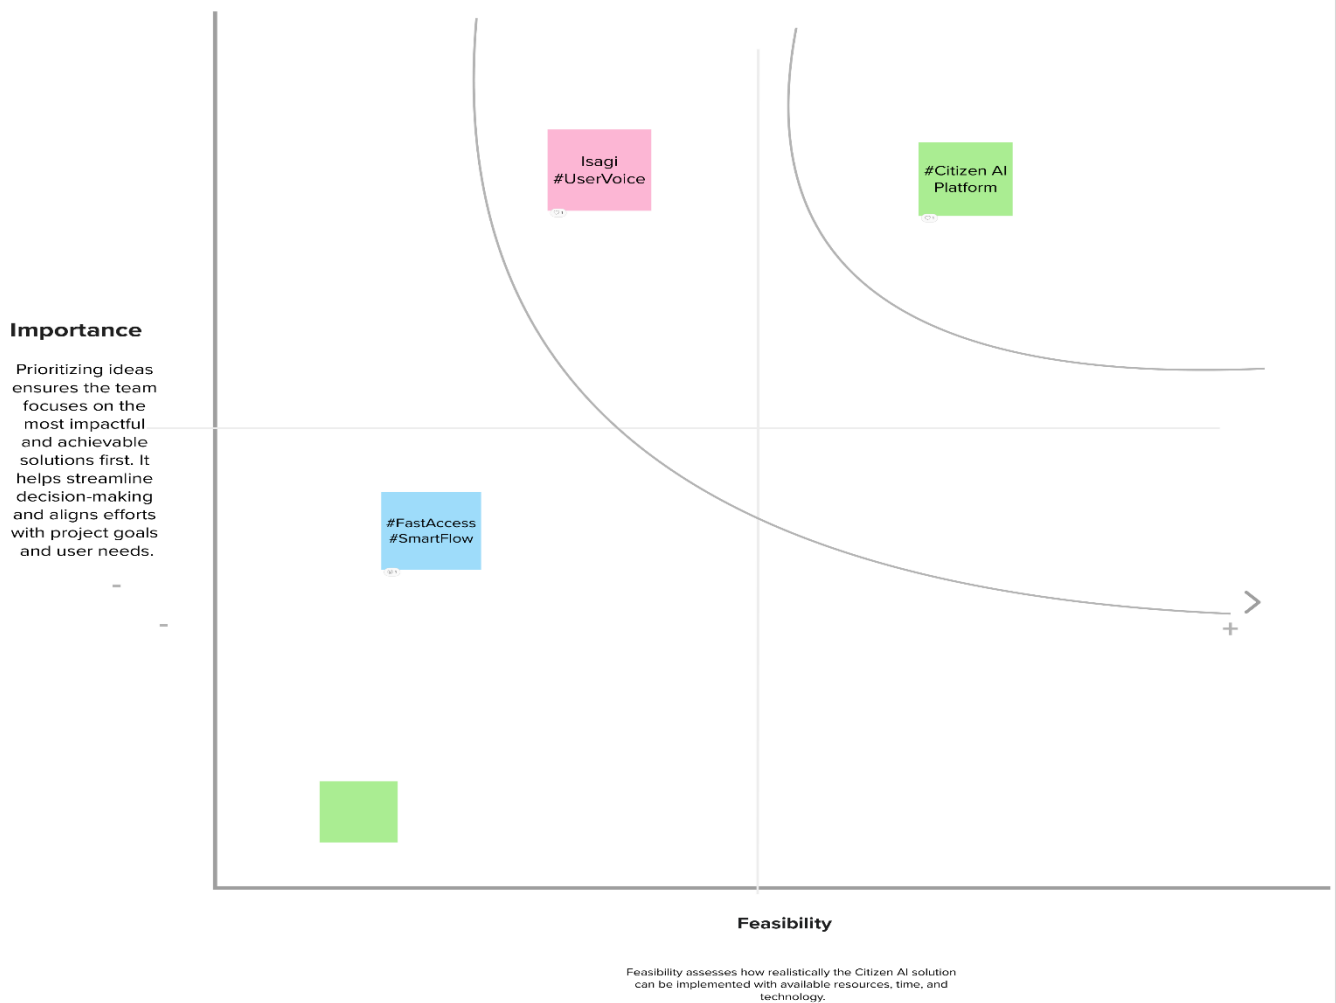 Isagi
#UserVoice
#Citizen AI
Platform
Importance
Prioritizing ideas
ensures the team
focuses on the
most impactful
and achievable
solutions first. It
helps streamline
decision-making
and aligns efforts
with project goals
and user needs.
#FastAccess
#SmartFlow
-
-
+
Feasibility
Feasibility assesses how realistically the Citizen AI solution
can be implemented with available resources, time, and
technology.